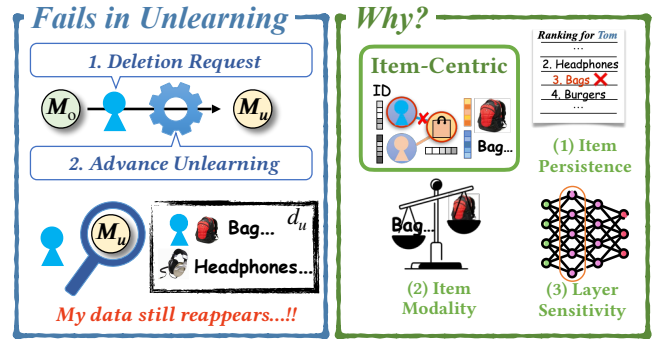 Fails in Unlearning
1. Deletion Request
Mo
Mu
2. Advance Unlearning
Mu
du
Bag...
Headphones...
My data still reappears...!!
Why?
Item-Centric
ID
Bag...
Ranking for Tom
...
2. Headphones
3. Bags
4. Burgers
...
(1) Item
Persistence
Bag...
(2) Item
Modality
(3) Layer
Sensitivity